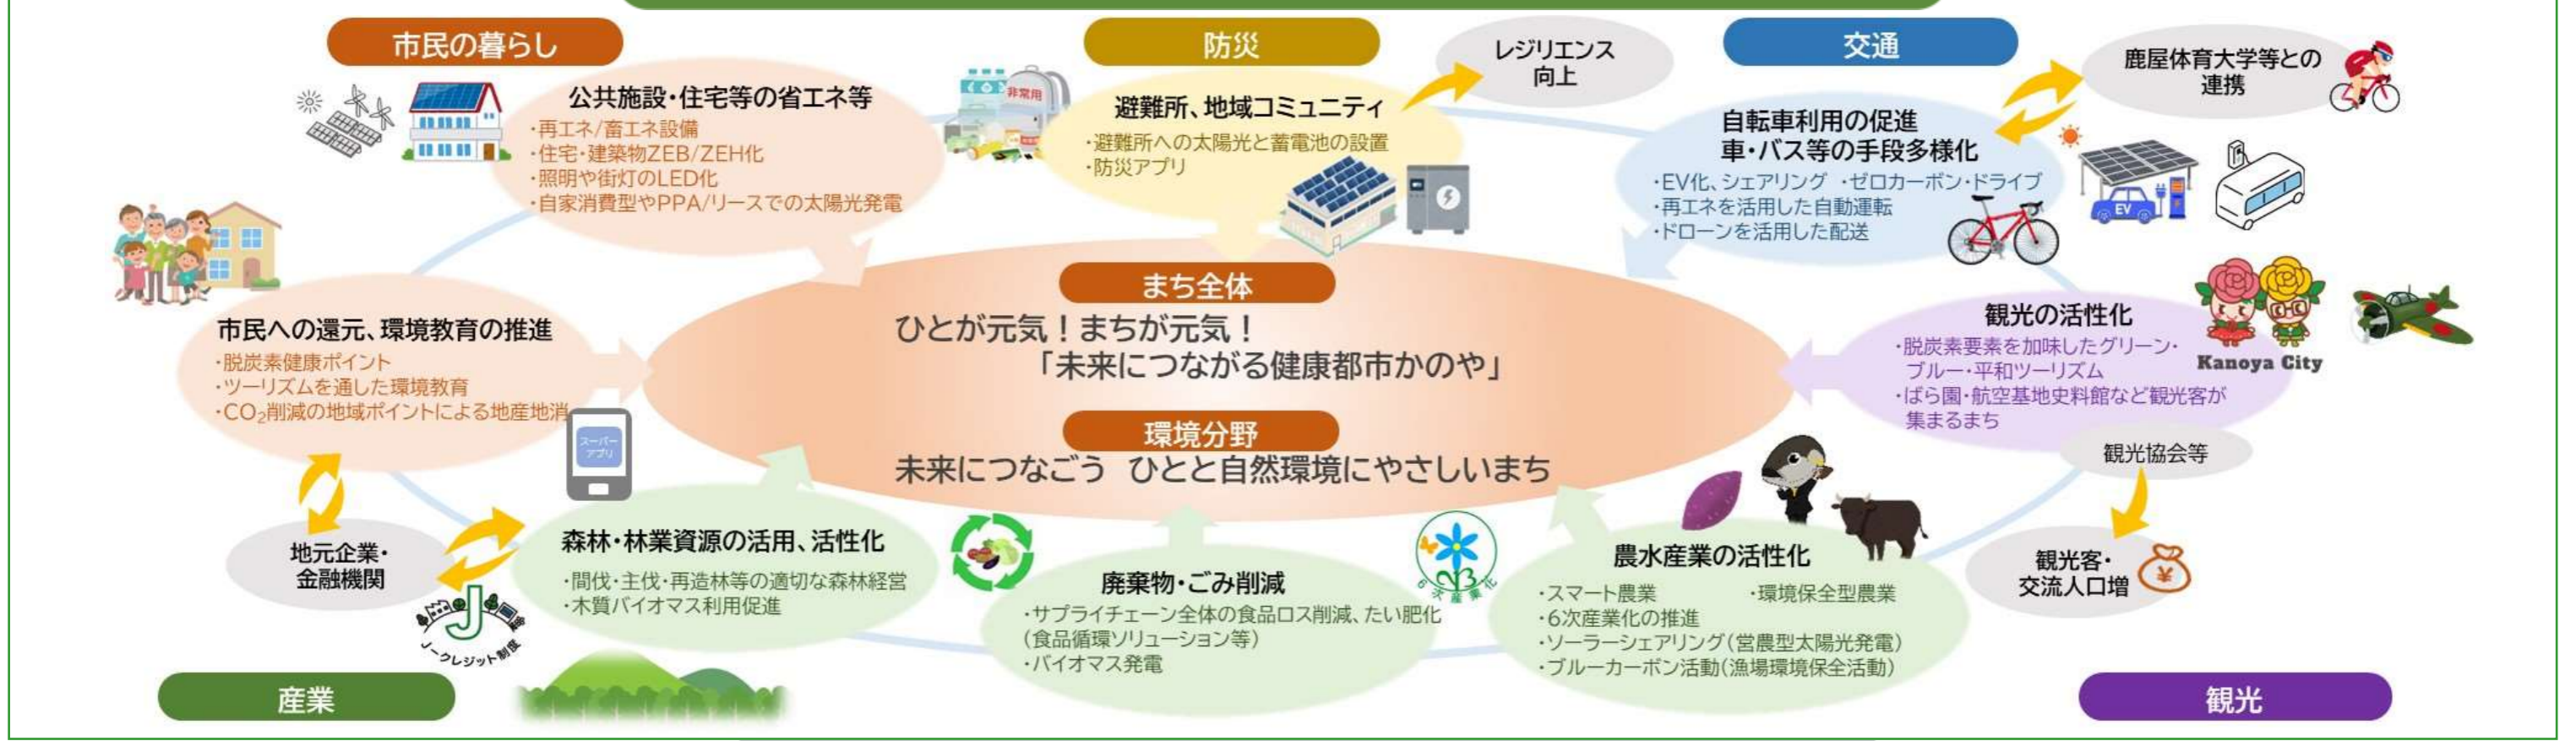 市民の暮らし
公共施設・住宅等の省エネ等
・再エネ/畜エネ設備
・住宅・建築物ZEB/ZEH化
・照明や街灯のLED化
・自家消費型やPPA/リースでの太陽光発電
市民への還元、環境教育の推進
・脱炭素健康ポイント
・ツーリズムを通した環境教育
・CO₂削減の地域ポイントによる地産地消
スーパー
アプリ
地元企業・
金融機関
防災
非常用
避難所、地域コミュニティ
・避難所への太陽光と蓄電池の設置
・防災アプリ
レジリエンス
向上
交通
自転車利用の促進
車・バス等の手段多様化
・EV化、シェアリング ・ゼロカーボン・ドライブ
・再エネを活用した自動運転
・ドローンを活用した配送
EV
鹿屋体育大学等との
連携
まち全体
ひとが元気！まちが元気！
「未来につながる健康都市かのや」
環境分野
未来につなごう ひとと自然環境にやさしいまち
観光の活性化
・脱炭素要素を加味したグリーン・
ブルー・平和ツーリズム
・ばら園・航空基地史料館など観光客が
集まるまち
Kanoya City
観光協会等
観光客・
交流人口増
¥
森林・林業資源の活用、活性化
・間伐・主伐・再造林等の適切な森林経営
・木質バイオマス利用促進
J-クレジット制度
廃棄物・ごみ削減
・サプライチェーン全体の食品ロス削減、たい肥化
(食品循環ソリューション等)
・バイオマス発電
6次産業化
農水産業の活性化
・スマート農業 ・環境保全型農業
・6次産業化の推進
・ソーラーシェアリング(営農型太陽光発電)
・ブルーカーボン活動(漁場環境保全活動)
産業
観光